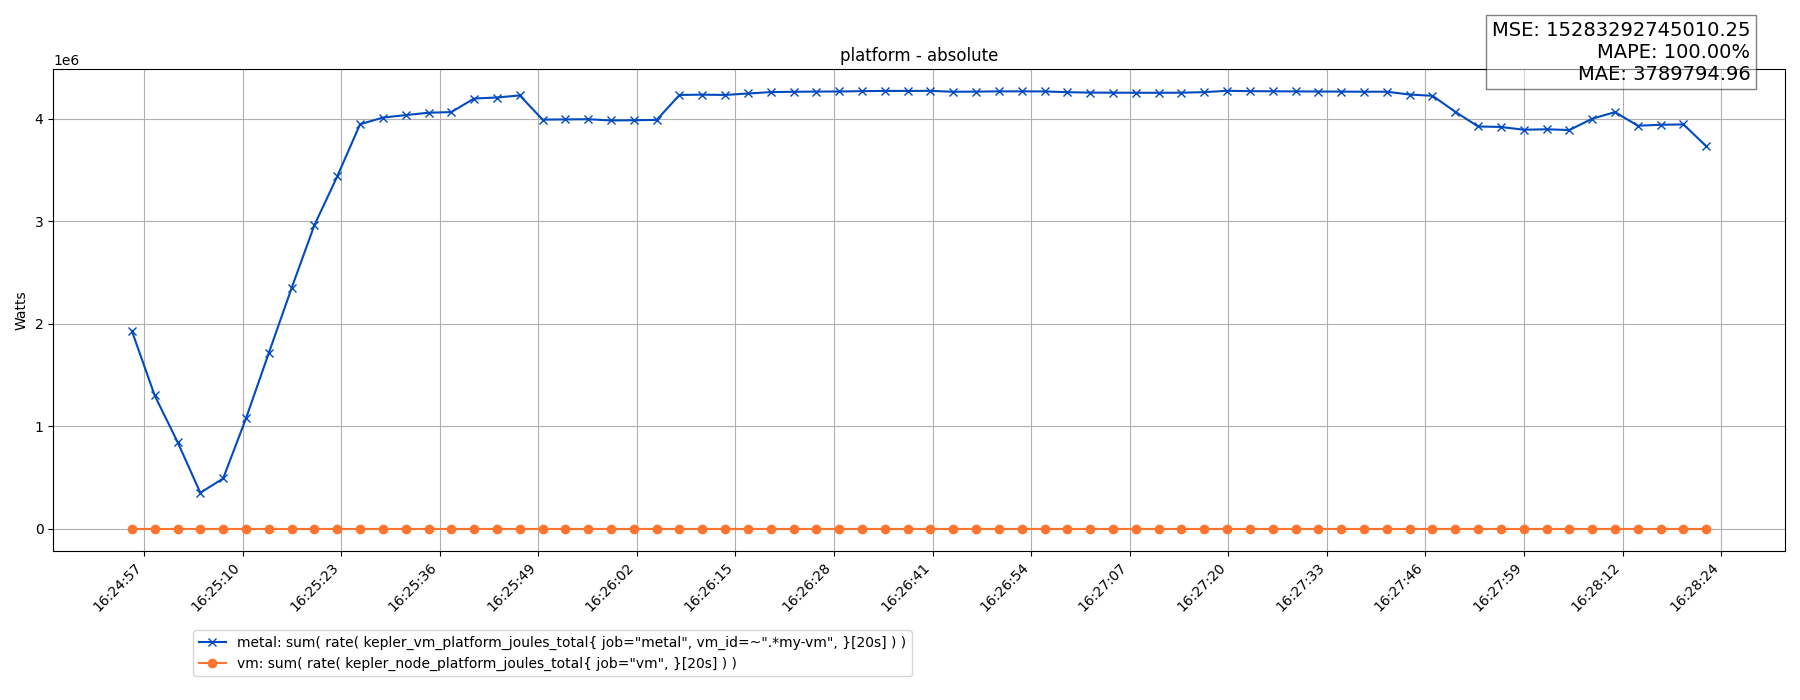 MSE: 15283292745010.25
MAPE: 100.00%
MAE: 3789794.96
platform - absolute
1e6
4
3
2
1
0
Watts
16:24:57
16:25:10
16:25:23
16:25:36
16:25:49
16:26:02
16:26:15
16:26:28
16:26:41
16:26:54
16:27:07
16:27:20
16:27:33
16:27:46
16:27:59
16:28:12
16:28:24
metal: sum( rate( kepler_vm_platform_joules_total{ job="metal", vm_id=~".*my-vm", }[20s] ) )
vm: sum( rate( kepler_node_platform_joules_total{ job="vm", }[20s] ) )